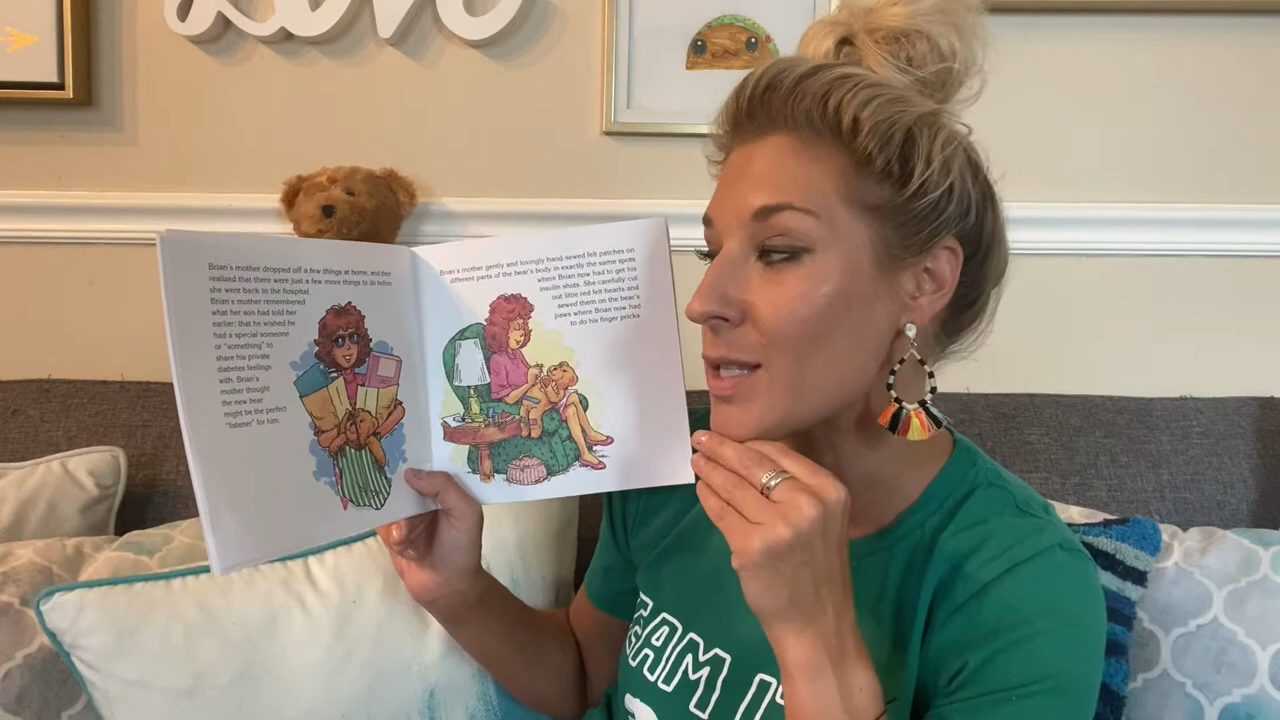 Love
Brian's mother dropped off a few things at home, and then
realized that there were just a few more things to do before
she went back to the hospital.
Brian's mother remembered
what her son had told her
earlier; that he wished he
had a special someone
or "something" to
share his private
diabetes feelings
with. Brian's
mother thought
the new bear
might be the perfect
"listener" for him.
Brian's mother gently and lovingly hand-sewed felt patches on
different parts of the bear's body in exactly the same spots
where Brian now had to get his
insulin shots. She carefully cut
out little red felt hearts and
sewed them on the bear's
paws where Brian now had
to do his finger pricks